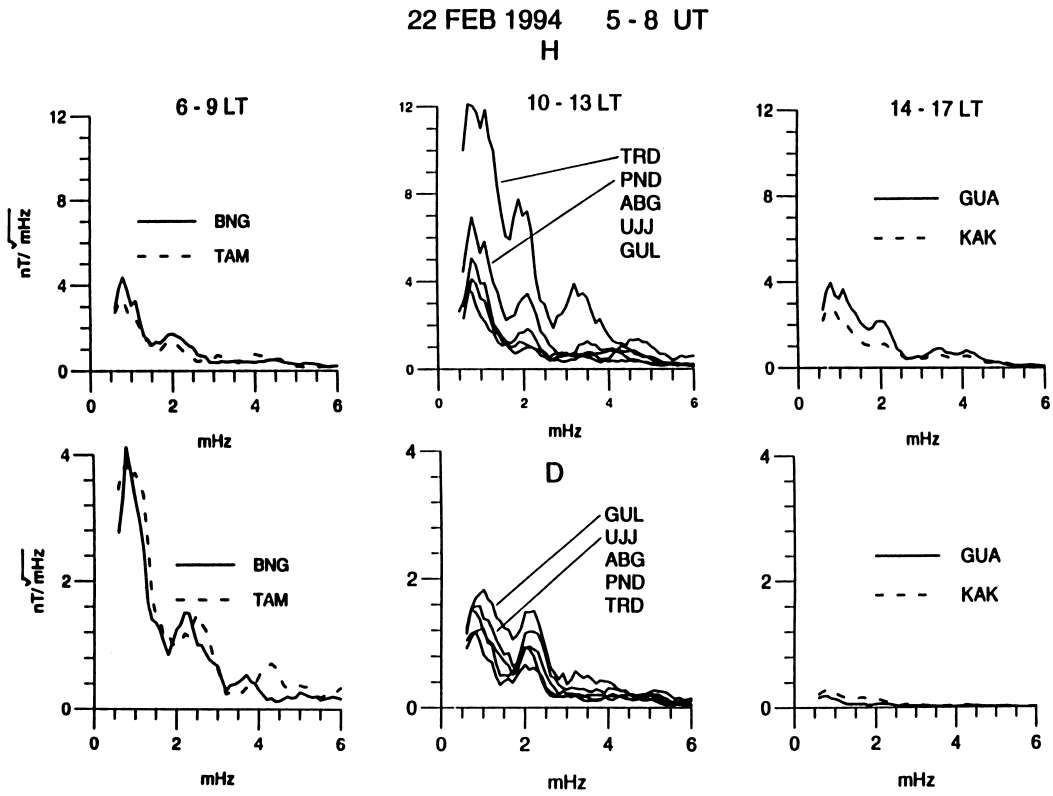 22 FEB 1994 5 - 8 UT
H
6 - 9 LT
10 - 13 LT
14 - 17 LT
nT/√mHz
12
8
4
0
BNG
TAM
0 2 4 6
mHz
12
8
4
0
TRD
PND
ABG
UJJ
GUL
0 2 4 6
mHz
12
8
4
0
GUA
KAK
0 2 4 6
mHz
D
nT/√mHz
4
2
0
BNG
TAM
0 2 4 6
mHz
4
2
0
GUL
UJJ
ABG
PND
TRD
0 2 4 6
mHz
4
2
0
GUA
KAK
0 2 4 6
mHz